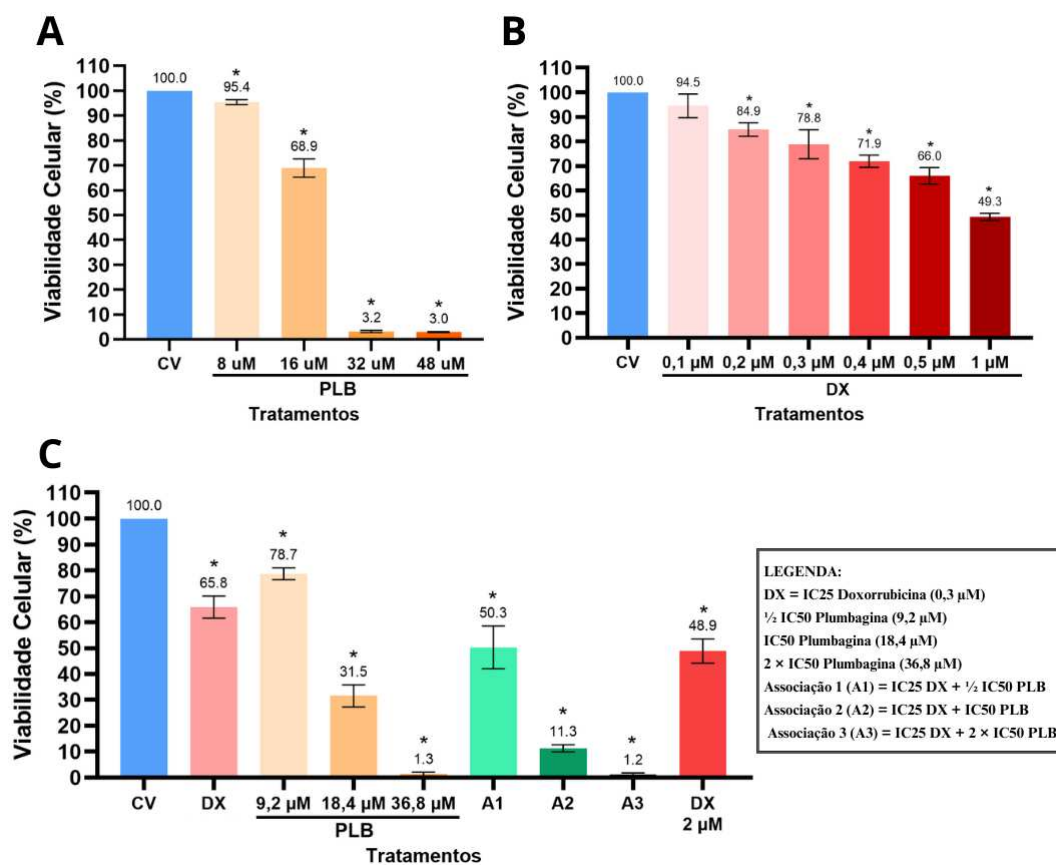 A
Viabilidade Celular (%)
110
100
90
80
70
60
50
40
30
20
10
0
100.0
*
95.4
*
68.9
*
3.2
*
3.0
CV
8 uM
16 uM
32 uM
48 uM
PLB
Tratamentos
B
Viabilidade Celular (%)
110
100
90
80
70
60
50
40
30
20
10
0
100.0
94.5
*
84.9
*
78.8
*
71.9
*
66.0
*
49.3
CV
0,1 µM
0,2 µM
0,3 µM
0,4 µM
0,5 µM
1 µM
DX
Tratamentos
C
Viabilidade Celular (%)
110
100
90
80
70
60
50
40
30
20
10
0
100.0
*
65.8
*
78.7
*
31.5
*
1.3
*
50.3
*
11.3
*
1.2
*
48.9
CV
DX
9,2 µM
18,4 µM
36,8 µM
A1
A2
A3
DX
2 µM
PLB
Tratamentos
LEGENDA:
DX = IC25 Doxorrubicina (0,3 µM)
½ IC50 Plumbagina (9,2 µM)
IC50 Plumbagina (18,4 µM)
2 × IC50 Plumbagina (36,8 µM)
Associação 1 (A1) = IC25 DX + ½ IC50 PLB
Associação 2 (A2) = IC25 DX + IC50 PLB
Associação 3 (A3) = IC25 DX + 2 × IC50 PLB